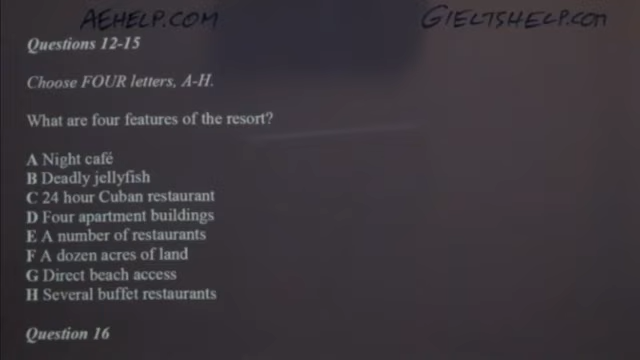 AEHELP.COM
GIELTSHELP.COM
Questions 12-15
Choose FOUR letters, A-H.
What are four features of the resort?
A Night café
B Deadly jellyfish
C 24 hour Cuban restaurant
D Four apartment buildings
E A number of restaurants
F A dozen acres of land
G Direct beach access
H Several buffet restaurants
Question 16